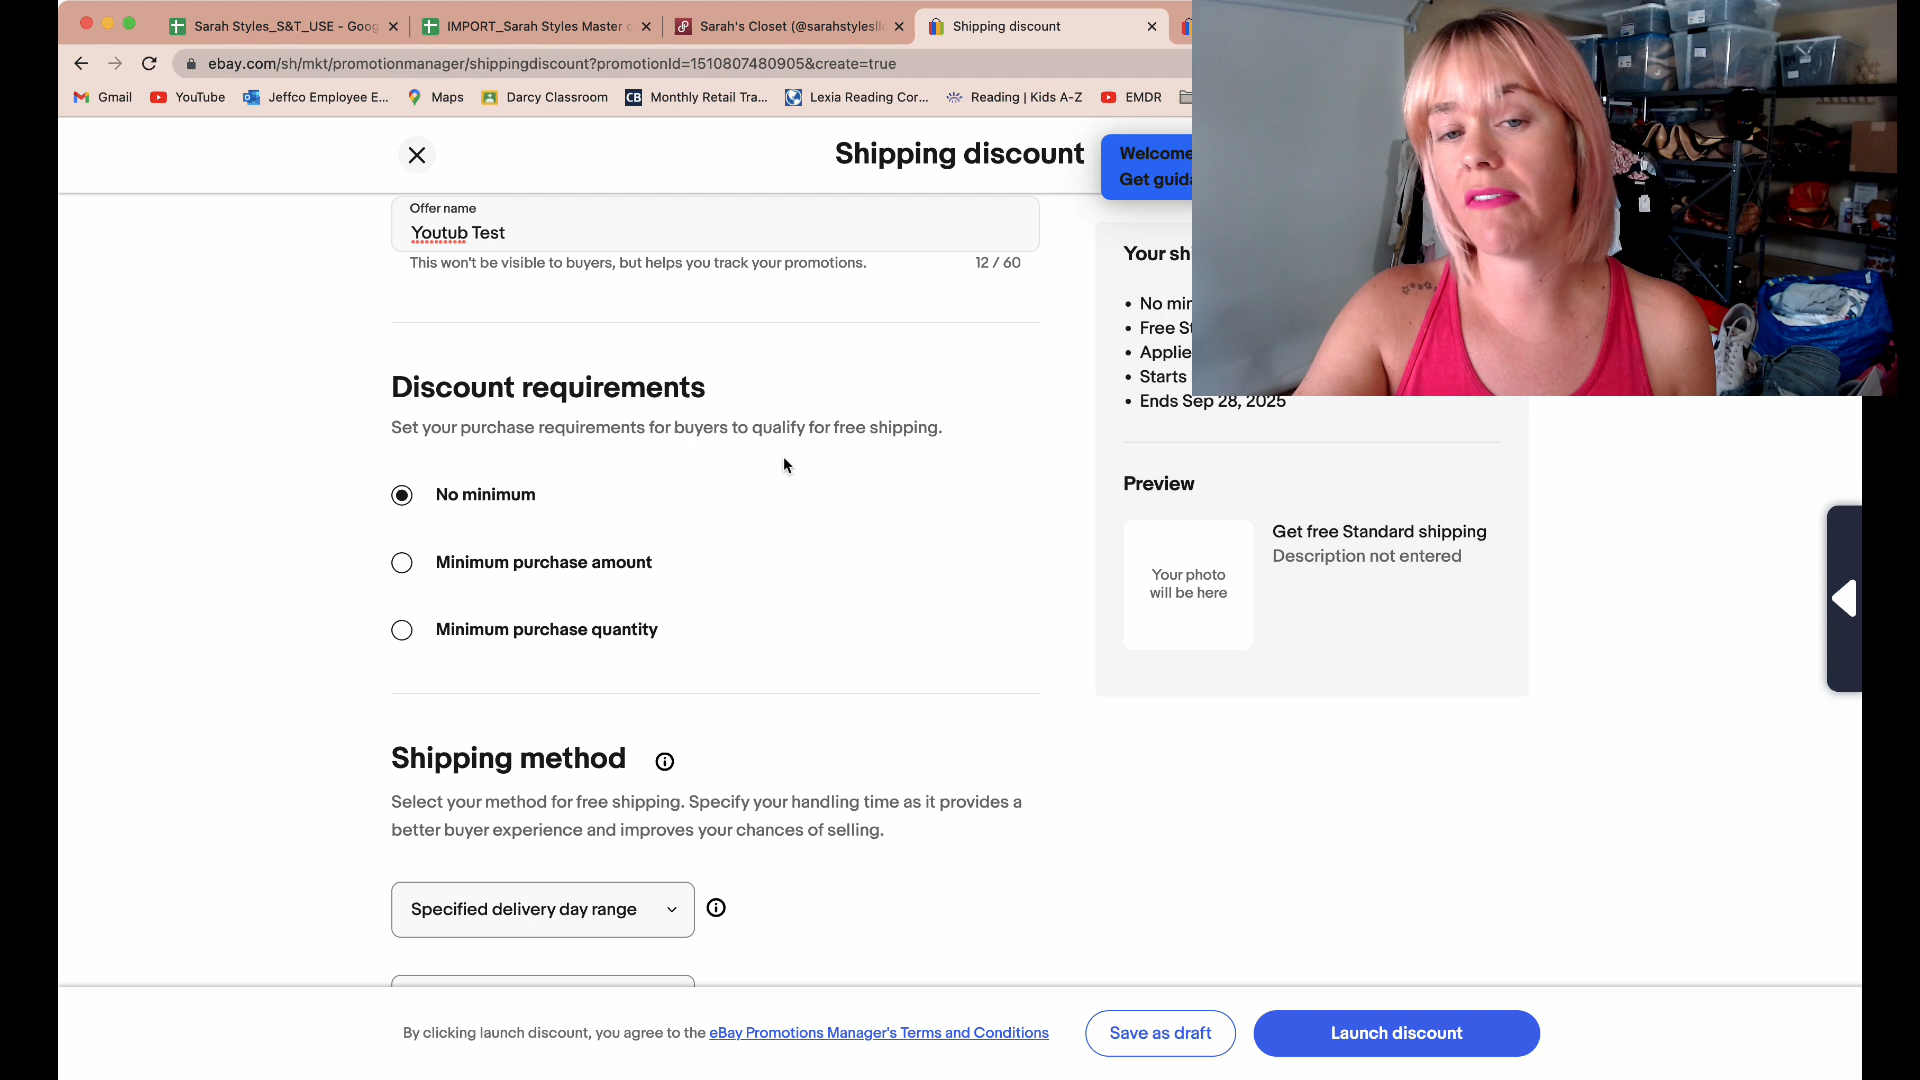 Sarah Styles_S&T_USE - Goog
IMPORT_Sarah Styles Master
Sarah's Closet (@sarahstyles
Shipping discount
ebay.com/sh/mkt/promotionmanager/shippingdiscount?promotionId=1510807480905&create=true
Gmail
YouTube
Jeffco Employee E...
Maps
Darcy Classroom
CB
Monthly Retail Tra...
Lexia Reading Cor...
Reading | Kids A-Z
EMDR
Shipping discount
Welcome
Get guida
Offer name
Youtub Test
This won't be visible to buyers, but helps you track your promotions.
12 / 60
Discount requirements
Set your purchase requirements for buyers to qualify for free shipping.
No minimum
Minimum purchase amount
Minimum purchase quantity
Shipping method
Select your method for free shipping. Specify your handling time as it provides a
better buyer experience and improves your chances of selling.
Specified delivery day range
Your sh
• No min
• Free St
• Applie
• Starts
• Ends Sep 28, 2025
Preview
Your photo
will be here
Get free Standard shipping
Description not entered
By clicking launch discount, you agree to the eBay Promotions Manager's Terms and Conditions
Save as draft
Launch discount